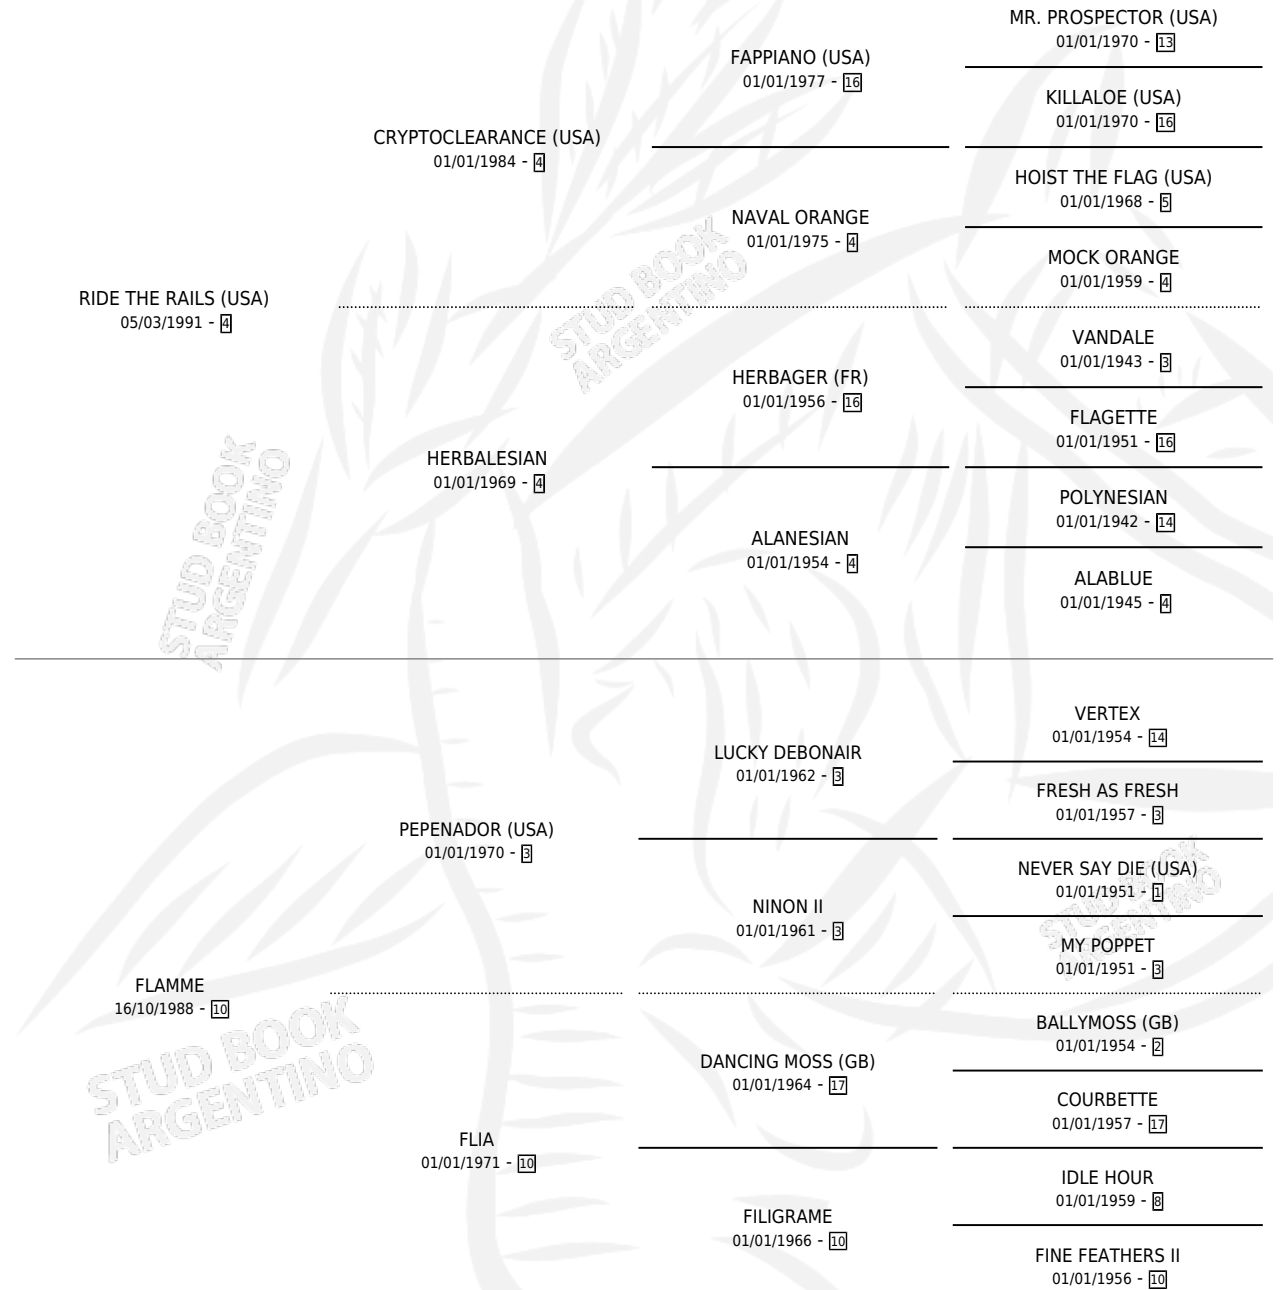 MR. PROSPECTOR (USA)
01/01/1970 - 13
FAPPIANO (USA)
01/01/1977 - 16
KILLALOE (USA)
01/01/1970 - 16
CRYPTOCLEARANCE (USA)
01/01/1984 - 4
HOIST THE FLAG (USA)
01/01/1968 - 5
NAVAL ORANGE
01/01/1975 - 4
MOCK ORANGE
01/01/1959 - 4
RIDE THE RAILS (USA)
05/03/1991 - 4
VANDALE
01/01/1943 - 3
HERBAGER (FR)
01/01/1956 - 16
FLAGETTE
01/01/1951 - 16
HERBALESIAN
01/01/1969 - 4
POLYNESIAN
01/01/1942 - 14
ALANESIAN
01/01/1954 - 4
ALABLUE
01/01/1945 - 4
VERTEX
01/01/1954 - 14
LUCKY DEBONAIR
01/01/1962 - 3
FRESH AS FRESH
01/01/1957 - 3
PEPENADOR (USA)
01/01/1970 - 3
NEVER SAY DIE (USA)
01/01/1951 - 1
NINON II
01/01/1961 - 3
MY POPPET
01/01/1951 - 3
FLAMME
16/10/1988 - 10
BALLYMOSS (GB)
01/01/1954 - 2
DANCING MOSS (GB)
01/01/1964 - 17
COURBETTE
01/01/1957 - 17
FLIA
01/01/1971 - 10
IDLE HOUR
01/01/1959 - 8
FILIGRAME
01/01/1966 - 10
FINE FEATHERS II
01/01/1956 - 10
STUD BOOK
ARGENTINO
STUD BOOK
ARGENTINO
STUD BOOK
ARGENTINO
STUD BOOK
ARGENTINO